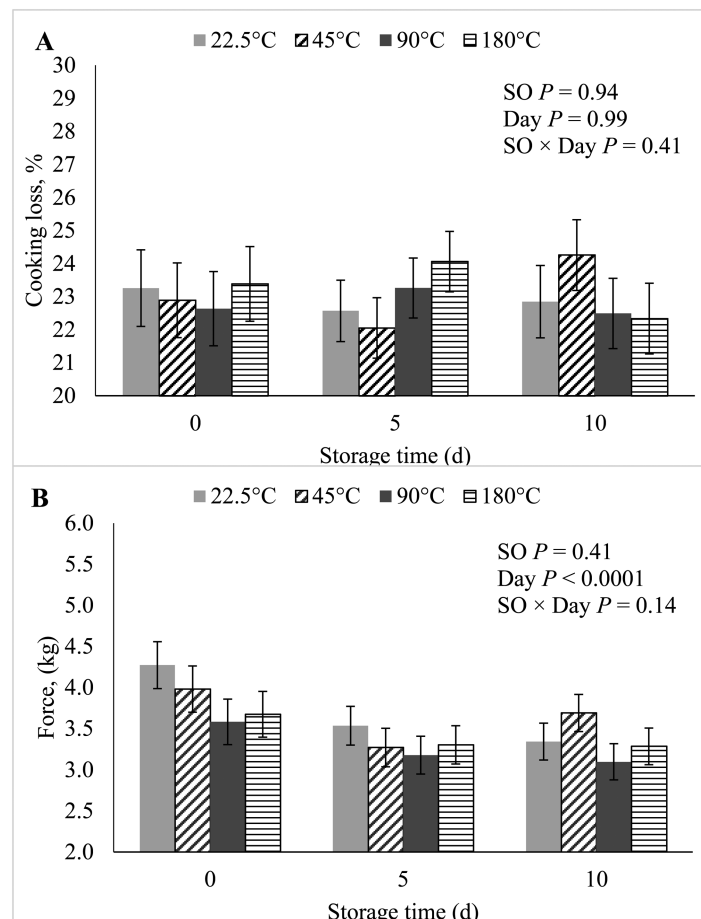 A
22.5°C 45°C 90°C 180°C
30
29
28
27
26
25
24
23
22
21
20
Cooking loss, %
SO P = 0.94
Day P = 0.99
SO × Day P = 0.41
0 5 10
Storage time (d)
B
22.5°C 45°C 90°C 180°C
6.0
5.5
5.0
4.5
4.0
3.5
3.0
2.5
2.0
Force, (kg)
SO P = 0.41
Day P < 0.0001
SO × Day P = 0.14
0 5 10
Storage time (d)